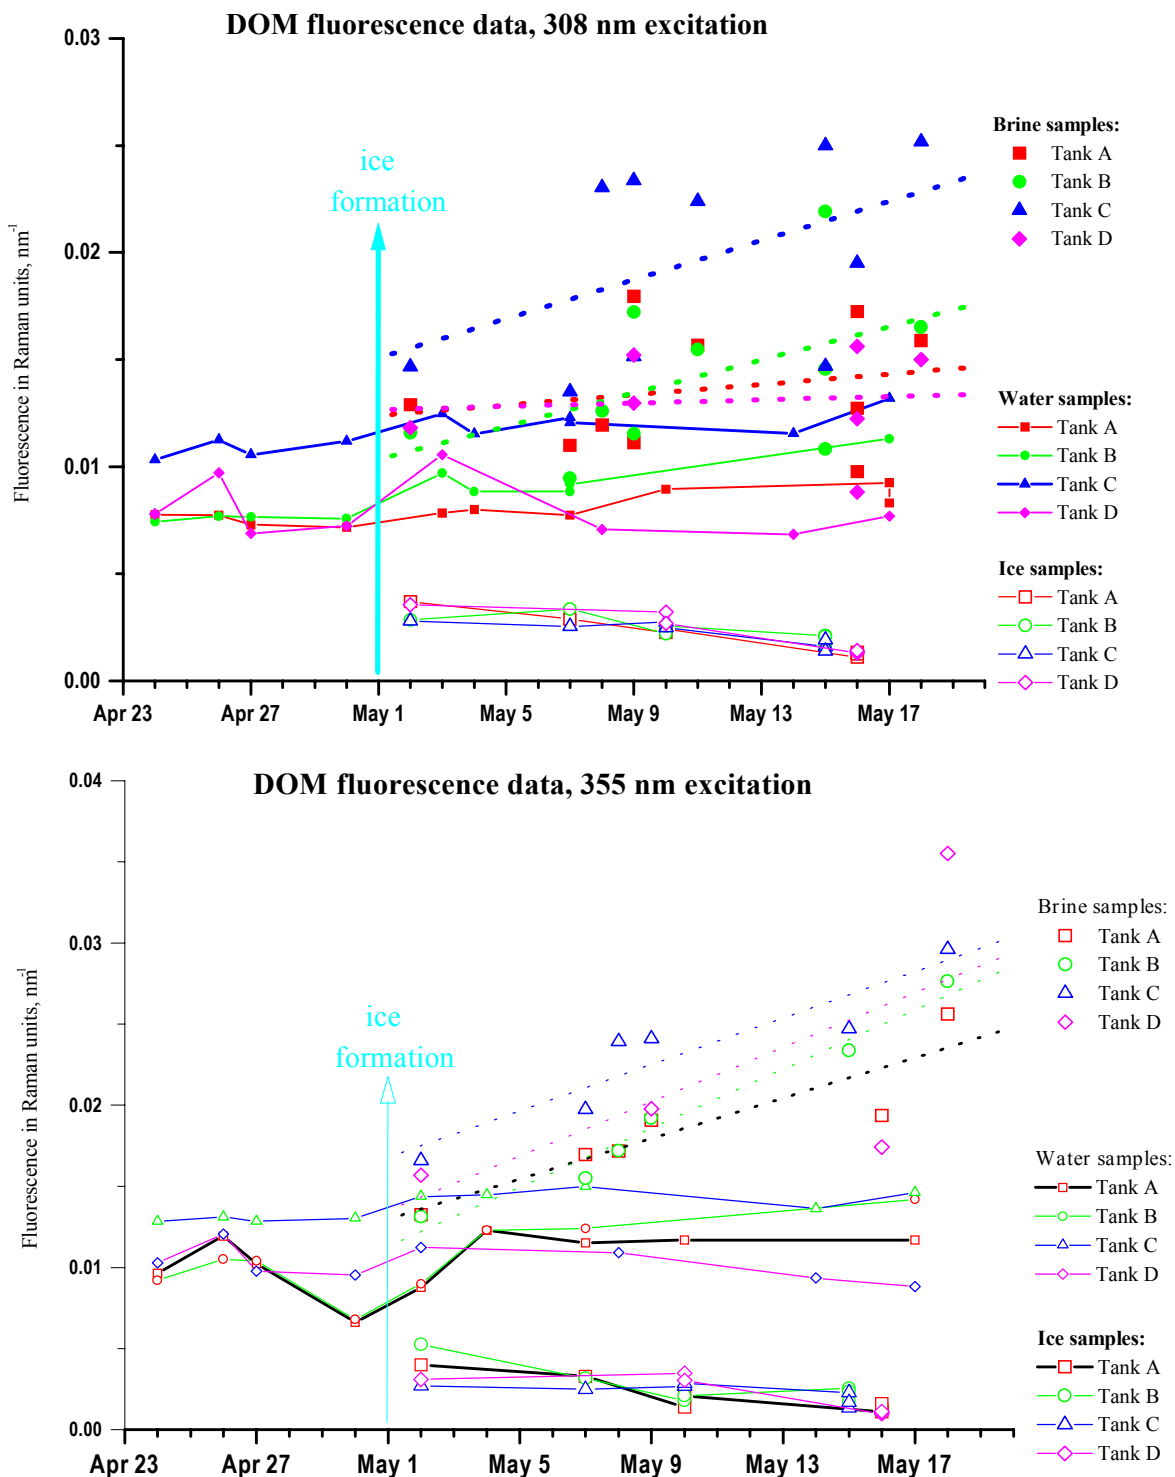 DOM fluorescence data, 308 nm excitation
0.03
0.02
0.01
0.00
Fluorescence in Raman units, nm⁻¹
ice
formation
Brine samples:
Tank A
Tank B
Tank C
Tank D
Water samples:
Tank A
Tank B
Tank C
Tank D
Ice samples:
Tank A
Tank B
Tank C
Tank D
Apr 23 Apr 27 May 1 May 5 May 9 May 13 May 17
DOM fluorescence data, 355 nm excitation
0.04
0.03
0.02
0.01
0.00
Fluorescence in Raman units, nm⁻¹
ice
formation
Brine samples:
Tank A
Tank B
Tank C
Tank D
Water samples:
Tank A
Tank B
Tank C
Tank D
Ice samples:
Tank A
Tank B
Tank C
Tank D
Apr 23 Apr 27 May 1 May 5 May 9 May 13 May 17